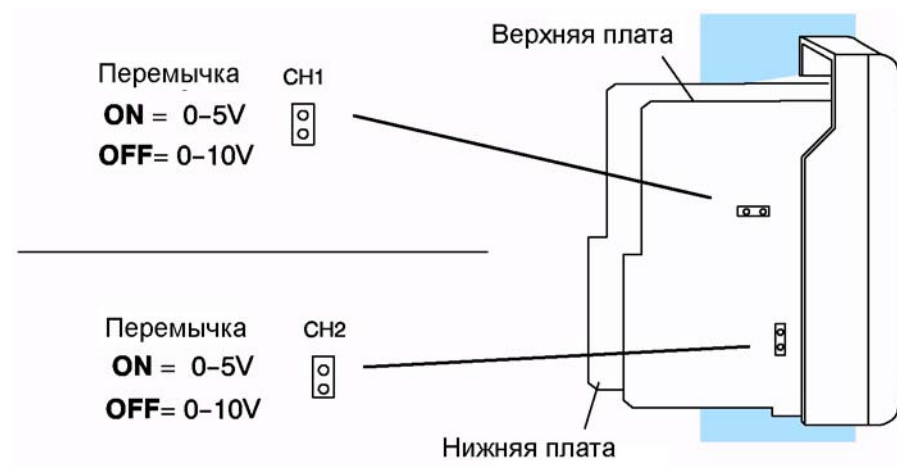 Верхняя плата
Перемычка CH1
ON = 0–5V
OFF= 0–10V
Перемычка CH2
ON = 0–5V
OFF= 0–10V
Нижняя плата